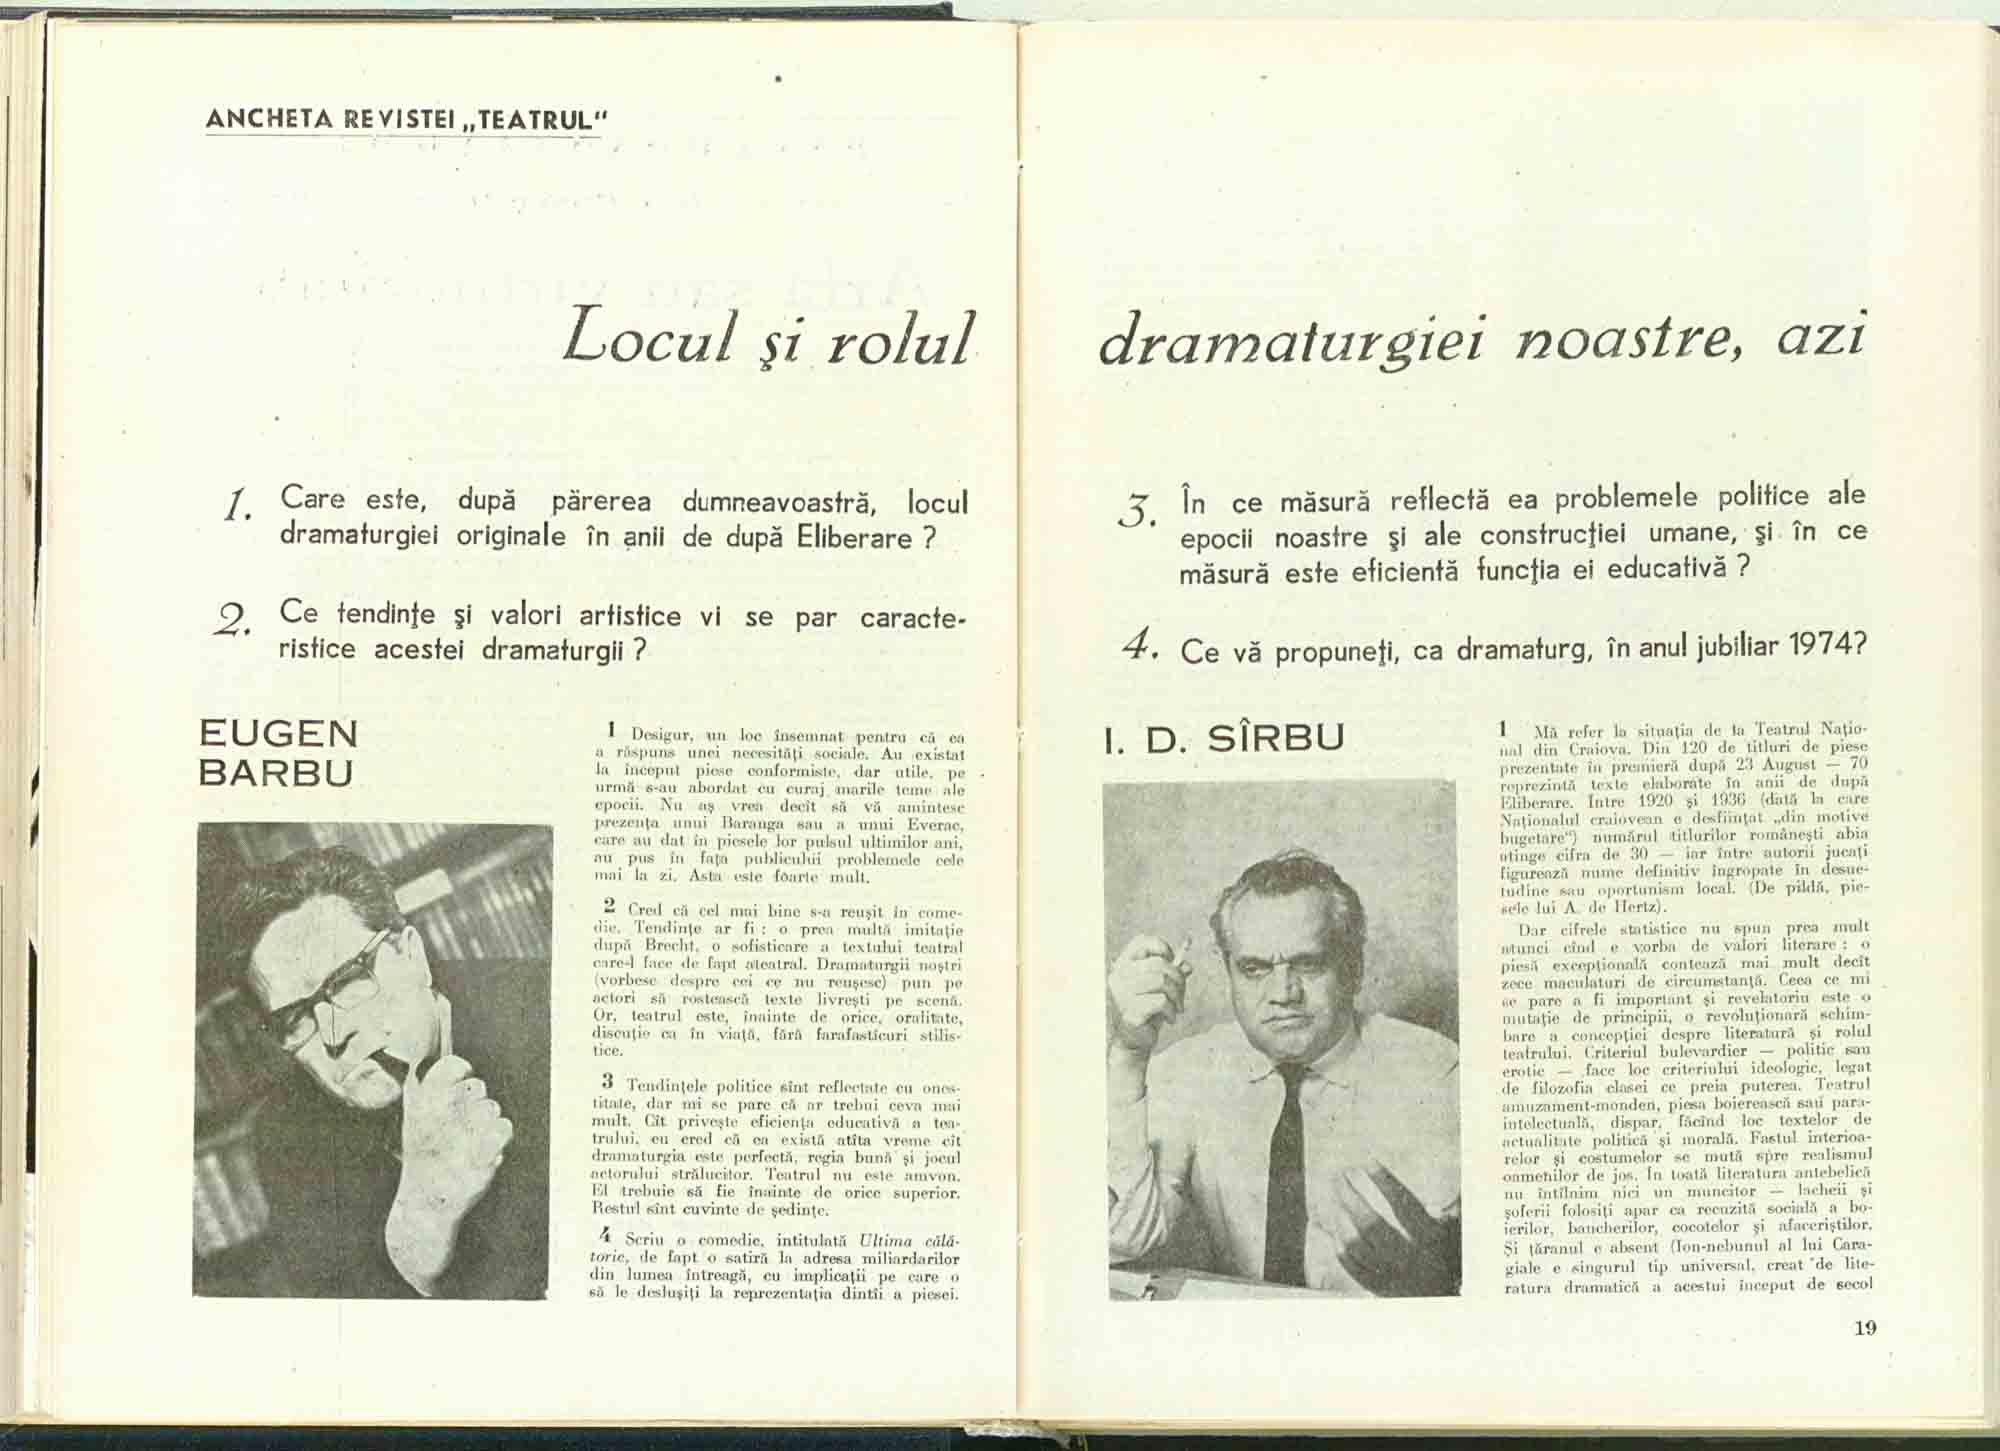 ANCHETA REVISTEI „TEATRUL"
Locul şi rolul dramaturgiei noastre, azi
1. Care este, după părerea dumneavoastră, locul
dramaturgiei originale în anii de după Eliberare ?
2. Ce tendinţe şi valori artistice vi se par caracte-
ristice acestei dramaturgii ?
3. În ce măsură reflectă ea problemele politice ale
epocii noastre şi ale construcţiei umane, şi în ce
măsură este eficientă funcţia ei educativă ?
4. Ce vă propuneţi, ca dramaturg, în anul jubiliar 1974?
EUGEN
BARBU
1 Desigur, un loc însemnat pentru că ea
a răspuns unei necesităţi sociale. Au existat
la început piese conformiste, dar utile, pe
urmă s-au abordat cu curaj marile teme ale
epocii. Nu aş vrea decît să vă amintesc
prezenţa unui Baranga sau a unui Everac,
care au dat în piesele lor pulsul ultimilor ani,
au pus în faţa publicului problemele cele
mai la zi. Asta este foarte mult.
2 Cred că cel mai bine s-a reuşit în come-
die. Tendinţe ar fi : o prea multă imitaţie
după Brecht, o sofisticare a textului teatral
care-l face de fapt ateatral. Dramaturgii noştri
(vorbesc despre cei ce nu reuşesc) pun pe
actori să rostească texte livreşti pe scenă.
Or, teatrul este, înainte de orice, oralitate,
discuţie ca în viaţă, fără farafastîcuri stilis-
tice.
3 Tendinţele politice sînt reflectate cu ones-
titate, dar mi se pare că ar trebui ceva mai
mult. Cît priveşte eficienţa educativă a tea-
trului, eu cred că ea există atîta vreme cît
dramaturgia este perfectă, regia bună şi jocul
actorului strălucitor. Teatrul nu este amvon.
El trebuie să fie înainte de orice superior.
Restul sînt cuvinte de şedinţe.
4 Scriu o comedie, intitulată Ultima călă-
torie, de fapt o satiră la adresa miliardarilor
din lumea întreagă, cu implicaţii pe care o
să le desluşiţi la reprezentaţia dintîi a piesei.
I. D. SÎRBU
1 Mă refer la situaţia de la Teatrul Naţio-
nal din Craiova. Din 120 de titluri de piese
prezentate în premieră după 23 August — 70
reprezintă texte elaborate în anii de după
Eliberare. Între 1920 şi 1936 (dată la care
Naţionalul craiovean e desfiinţat „din motive
bugetare") numărul titlurilor româneşti abia
atinge cifra de 30 — iar între autorii jucaţi
figurează nume definitiv îngropate în desue-
tudine sau oportunism local. (De pildă, pie-
sele lui A. de Hertz).
Dar cifrele statistice nu spun prea mult
atunci cînd e vorba de valori literare : o
piesă excepţională contează mai mult decît
zece maculaturi de circumstanţă. Ceea ce mi
se pare a fi important şi revelatoriu este o
mutaţie de principii, o revoluţionară schim-
bare a concepţiei despre literatură şi rolul
teatrului. Criteriul bulevardier — politic sau
erotic — face loc criteriului ideologic, legat
de filozofia clasei ce preia puterea. Teatrul
amuzament-monden, piesa boierească sau para-
intelectuală, dispar, făcînd loc textelor de
actualitate politică şi morală. Fastul interioa-
relor şi costumelor se mută spre realismul
oamenilor de jos. În toată literatura antebelică
nu întîlnim nici un muncitor — lacheii şi
şoferii folosiţi apar ca recuzită socială a bo-
ierilor, bancherilor, cocotelor şi afaceriştilor.
Şi ţăranul e absent (Ion-nebunul al lui Cara-
giale e singurul tip universal, creat de lite-
ratura dramatică a acestui început de secol
19